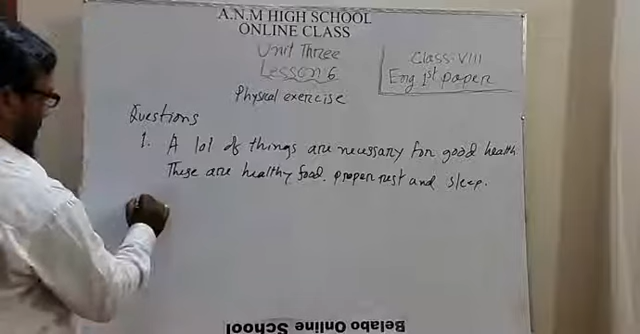 A.N.M HIGH SCHOOL
ONLINE CLASS
Unit Three
Lesson 6
Class-VIII
Eng 1st paper
Physical exercise
Questions
1. A lot of things are necessary for good health
These are healthy food. proper rest and sleep.
Belabo Online School